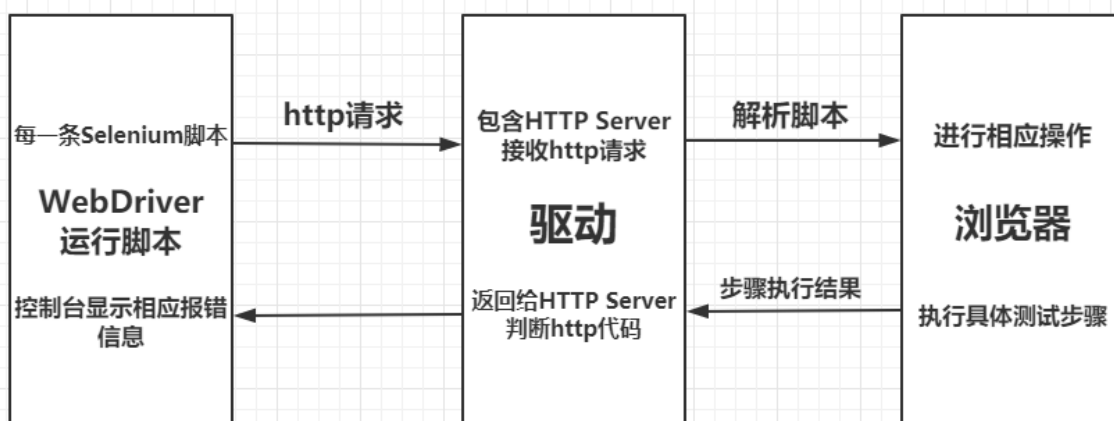 每一条Selenium脚本
WebDriver
运行脚本
控制台显示相应报错
信息
http请求
包含HTTP Server
接收http请求
驱动
返回给HTTP Server
判断http代码
解析脚本
步骤执行结果
进行相应操作
浏览器
执行具体测试步骤